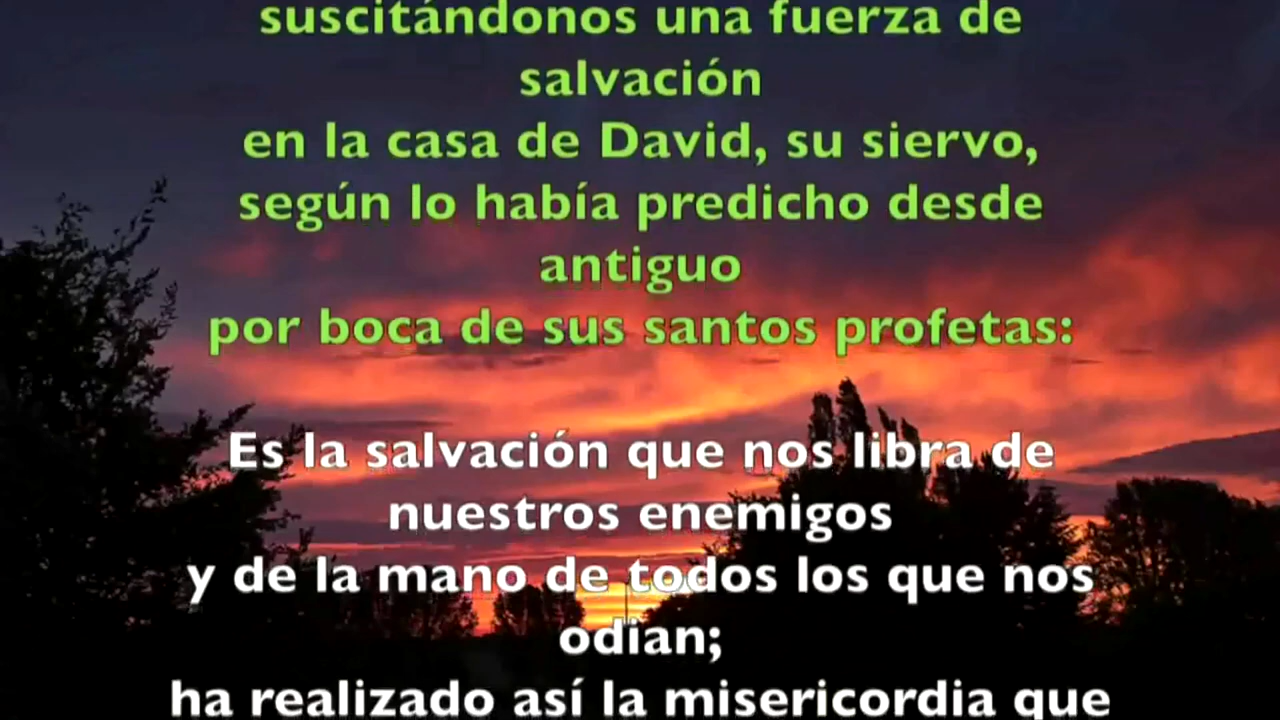 suscitándonos una fuerza de
salvación
en la casa de David, su siervo,
según lo había predicho desde
antiguo
por boca de sus santos profetas:
Es la salvación que nos libra de
nuestros enemigos
y de la mano de todos los que nos
odian;
ha realizado así la misericordia que